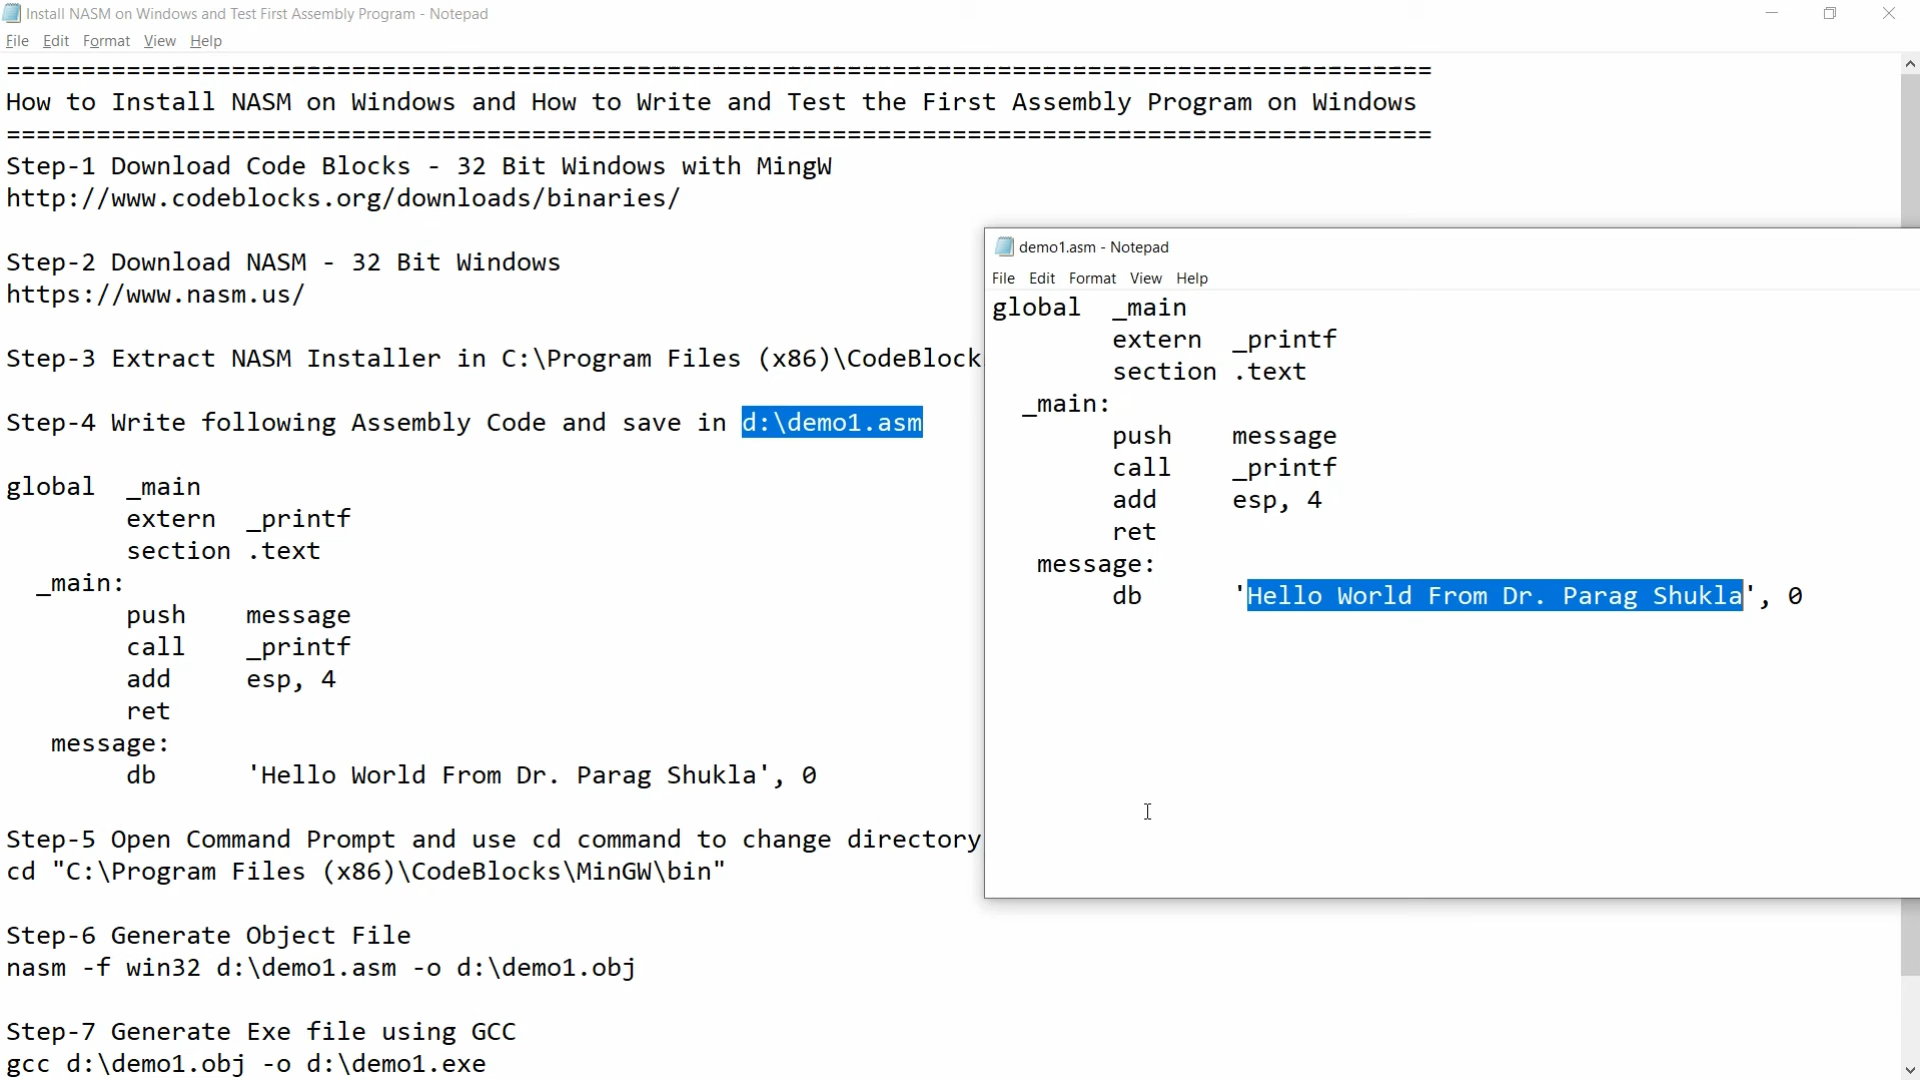 Install NASM on Windows and Test First Assembly Program - Notepad
File Edit Format View Help
===============================================================================================
How to Install NASM on Windows and How to Write and Test the First Assembly Program on Windows
===============================================================================================
Step-1 Download Code Blocks - 32 Bit Windows with MingW
http://www.codeblocks.org/downloads/binaries/
Step-2 Download NASM - 32 Bit Windows
https://www.nasm.us/
Step-3 Extract NASM Installer in C:\Program Files (x86)\CodeBlock
Step-4 Write following Assembly Code and save in d:\demo1.asm
global  _main
        extern  _printf
        section .text
  _main:
        push    message
        call    _printf
        add     esp, 4
        ret
   message:
        db      'Hello World From Dr. Parag Shukla', 0
Step-5 Open Command Prompt and use cd command to change directory
cd "C:\Program Files (x86)\CodeBlocks\MinGW\bin"
Step-6 Generate Object File
nasm -f win32 d:\demo1.asm -o d:\demo1.obj
Step-7 Generate Exe file using GCC
gcc d:\demo1.obj -o d:\demo1.exe
demo1.asm - Notepad
File Edit Format View Help
global  _main
        extern  _printf
        section .text
  _main:
        push    message
        call    _printf
        add     esp, 4
        ret
   message:
        db      'Hello World From Dr. Parag Shukla', 0